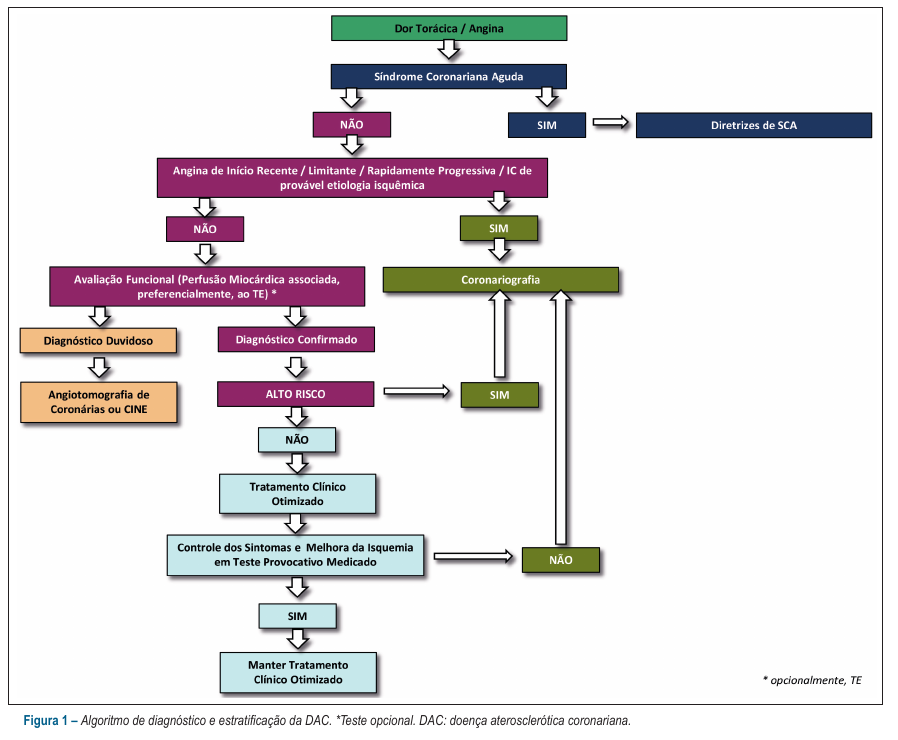 Dor Torácica / Angina
Síndrome Coronariana Aguda
NÃO
SIM
Diretrizes de SCA
Angina de Início Recente / Limitante / Rapidamente Progressiva / IC de
provável etiologia isquêmica
NÃO
SIM
Avaliação Funcional (Perfusão Miocárdica associada,
preferencialmente, ao TE) *
Coronariografia
Diagnóstico Duvidoso
Diagnóstico Confirmado
Angiotomografia de
Coronárias ou CINE
ALTO RISCO
SIM
NÃO
Tratamento Clínico
Otimizado
Controle dos Sintomas e Melhora da Isquemia
em Teste Provocativo Medicado
NÃO
SIM
Manter Tratamento
Clínico Otimizado
* opcionalmente, TE
Figura 1 – Algoritmo de diagnóstico e estratificação da DAC. *Teste opcional. DAC: doença aterosclerótica coronariana.